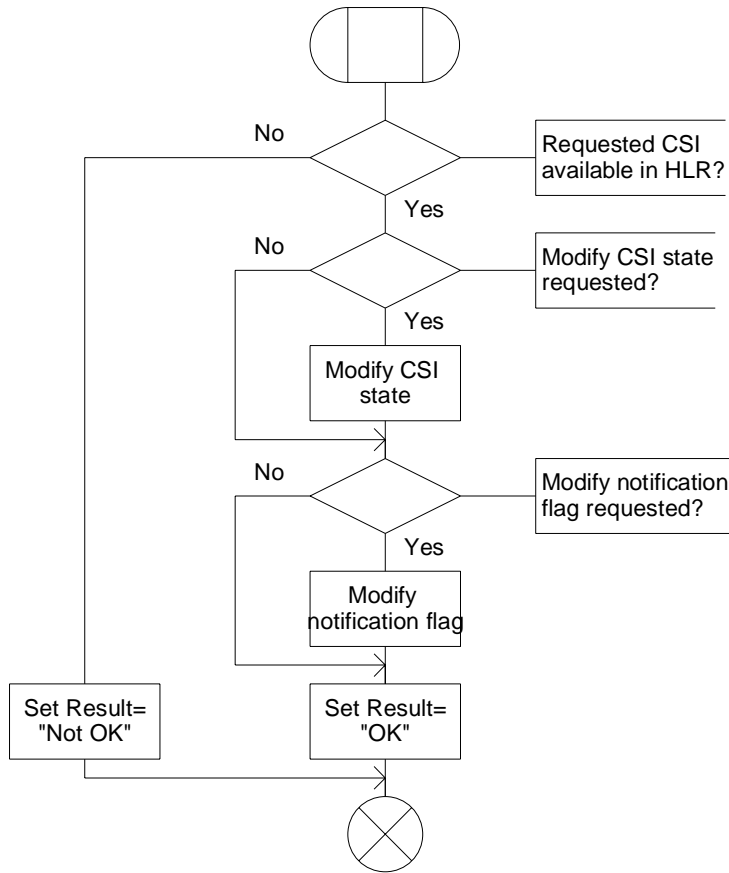 No
Requested CSI
available in HLR?
Yes
No
Modify CSI state
requested?
Yes
Modify CSI
state
No
Modify notification
flag requested?
Yes
Modify
notification flag
Set Result=
"Not OK"
Set Result=
"OK"